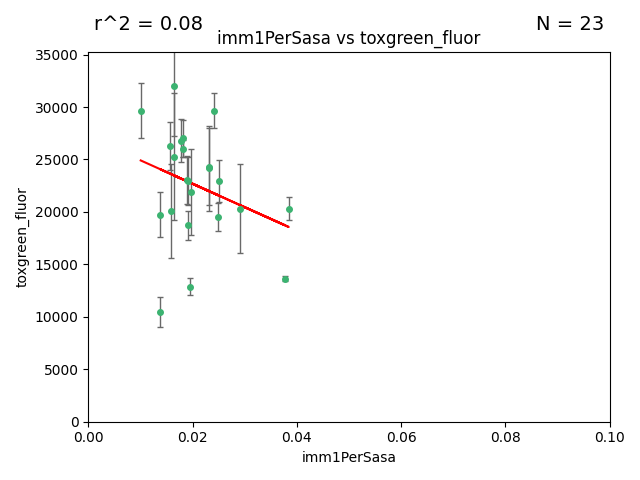 r^2 = 0.08
N = 23
imm1PerSasa vs toxgreen_fluor
35000
30000
25000
20000
15000
10000
5000
0
toxgreen_fluor
0.00
0.02
0.04
0.06
0.08
0.10
imm1PerSasa